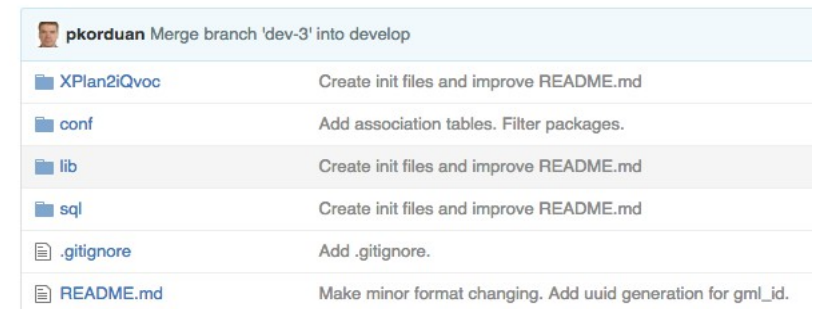 pkorduan Merge branch 'dev-3' into develop
XPlan2iQvoc Create init files and improve README.md
conf Add association tables. Filter packages.
lib Create init files and improve README.md
sql Create init files and improve README.md
.gitignore Add .gitignore.
README.md Make minor format changing. Add uuid generation for gml_id.